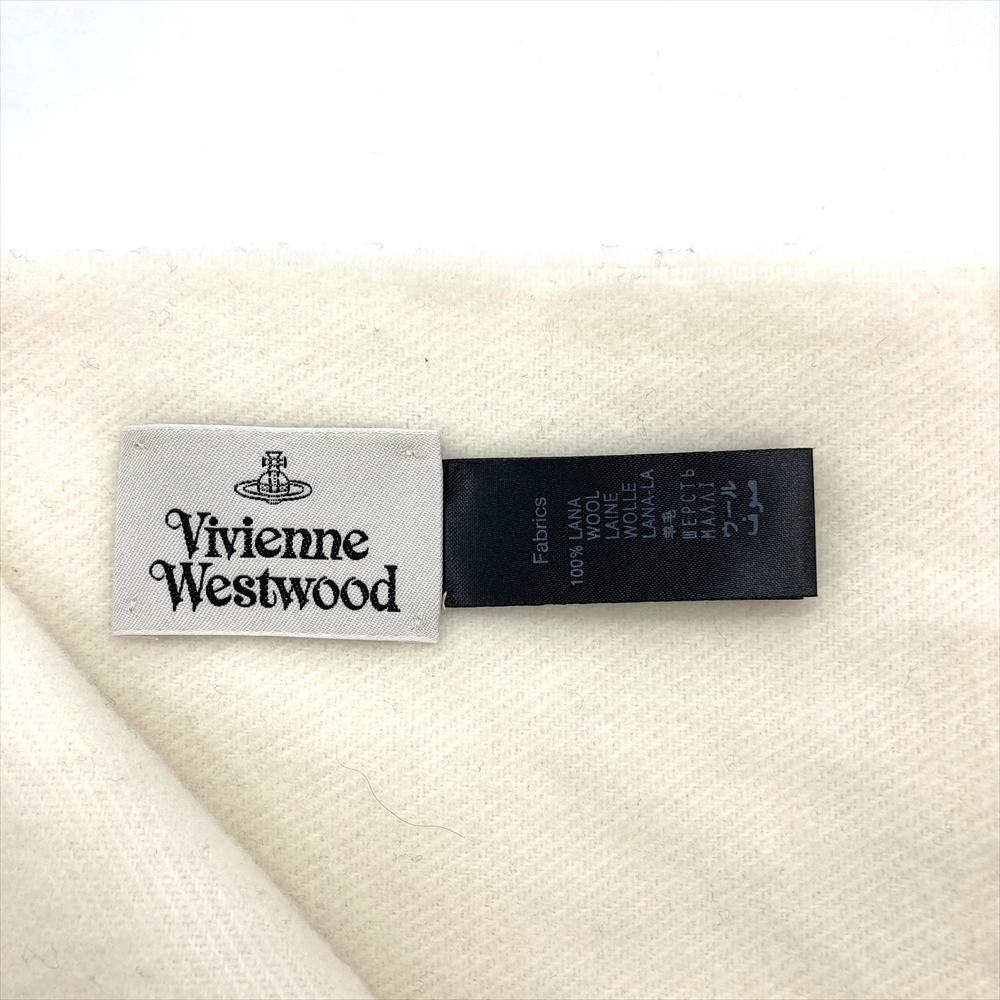 Vivienne
Westwood
Fabrics
100% LANA
WOOL
LAINE
WOLLE
LANA-LA
羊毛
ШЕРСТЬ
ΜΑΛΛΙ
ウール
صوف